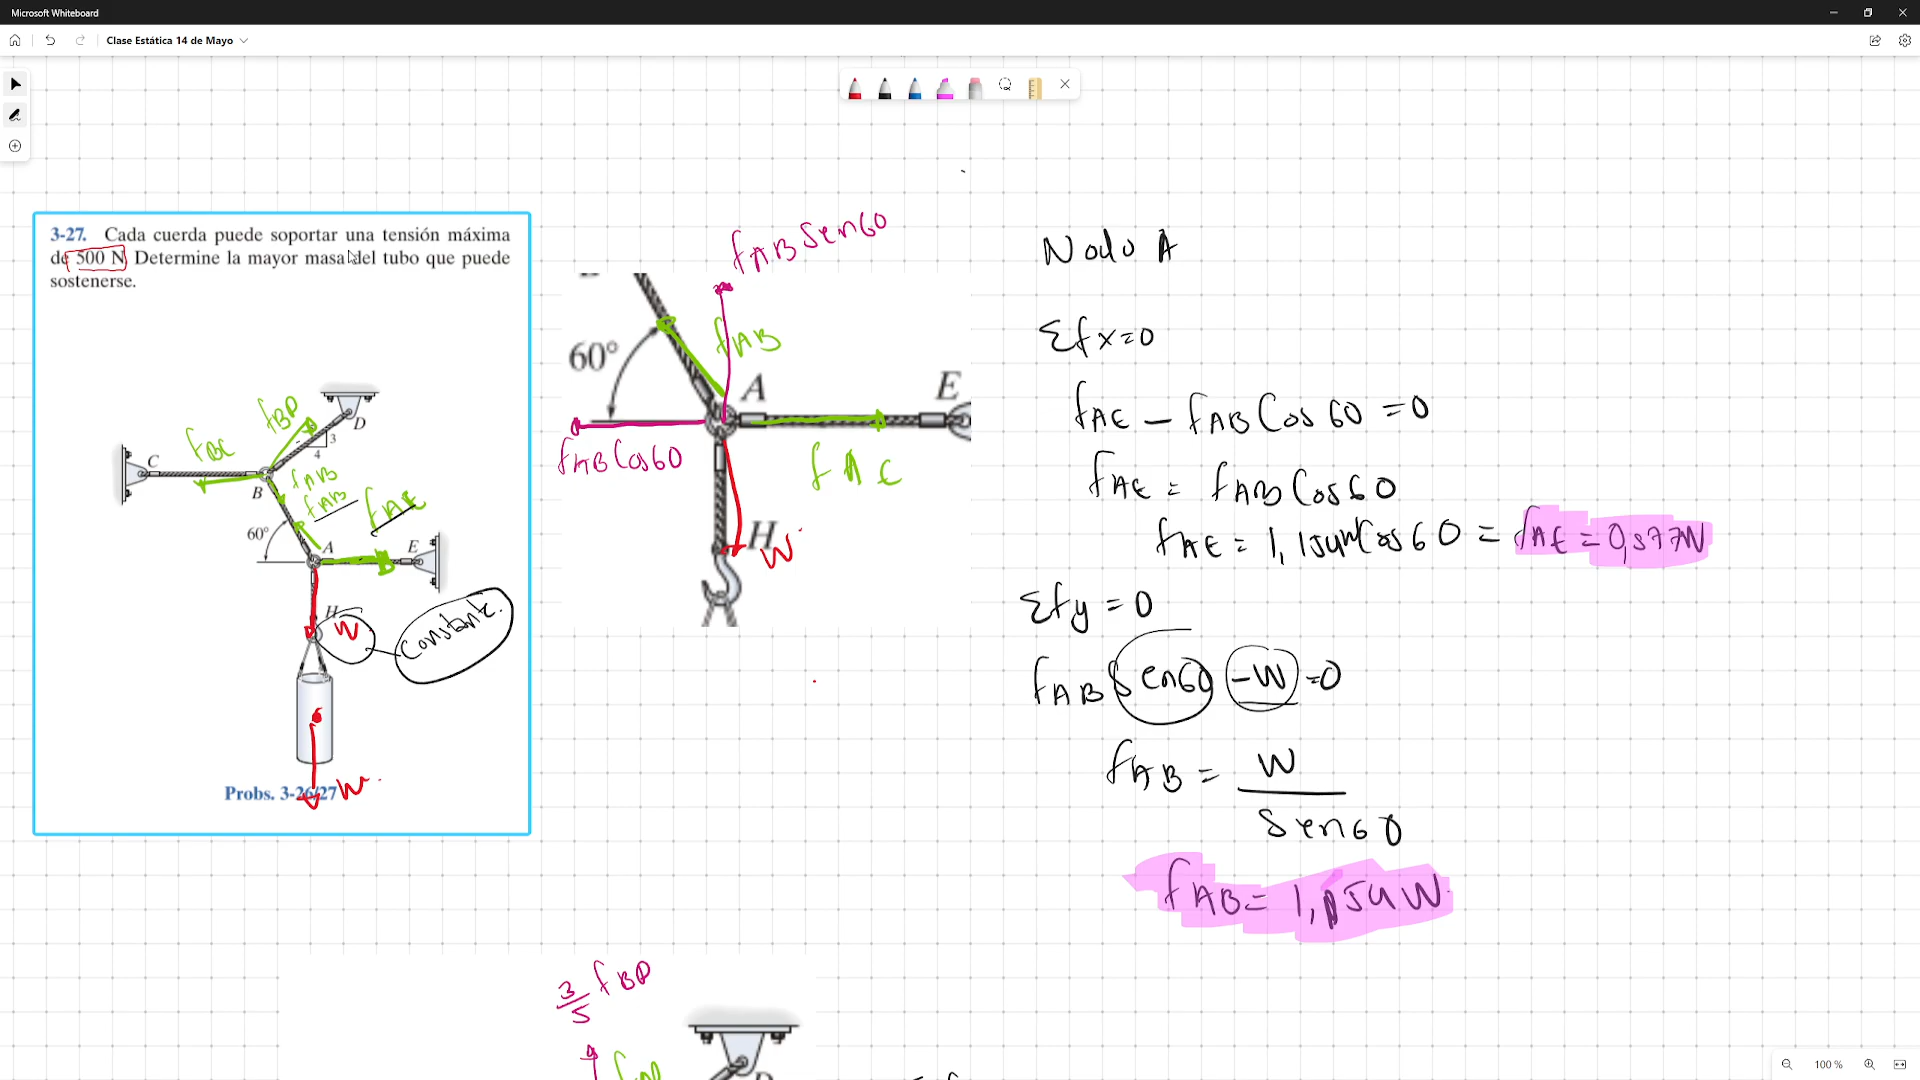 Microsoft Whiteboard
Clase Estática 14 de Mayo
3-27. Cada cuerda puede soportar una tensión máxima
de 500 N. Determine la mayor masa del tubo que puede
sostenerse.
fBD
D
3
4
fBC
C
B
fAB
fAB
fAE
60°
A
E
H
W
Constante.
Probs. 3-26/27
W
fAB Sen60
fAB
60°
A
E
fAB Cos60
fAE
H
W
3/5 fBD
Nodo A
Σfx=0
fAE - fAB Cos 60 = 0
fAE = fAB Cos 60
fAE = 1,154W Cos 60 = fAE = 0,577W
Σfy = 0
fAB Sen60 -W =0
fAB = W
Sen60
fAB = 1,154 W
100 %